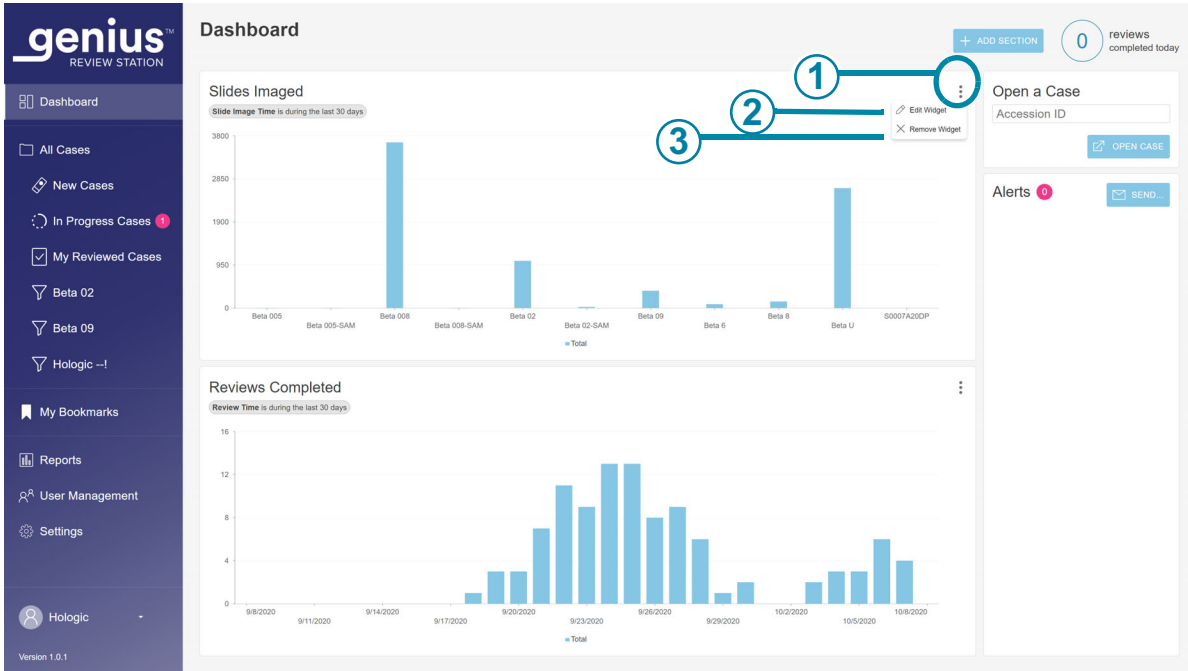 genius™
REVIEW STATION
Dashboard
All Cases
New Cases
In Progress Cases 1
My Reviewed Cases
Beta 02
Beta 09
Hologic --!
My Bookmarks
Reports
User Management
Settings
Hologic
Version 1.0.1
Dashboard
+ ADD SECTION
0
reviews
completed today
1
2
3
Slides Imaged
Slide Image Time is during the last 30 days
Edit Widget
Remove Widget
3800
2850
1900
950
0
Beta 005
Beta 005-SAM
Beta 008
Beta 008-SAM
Beta 02
Beta 02-SAM
Beta 09
Beta 6
Beta 8
Beta U
S0007A20DP
Total
Reviews Completed
Review Time is during the last 30 days
16
12
8
4
0
9/8/2020
9/11/2020
9/14/2020
9/17/2020
9/20/2020
9/23/2020
9/26/2020
9/29/2020
10/2/2020
10/5/2020
10/8/2020
Total
Open a Case
Accession ID
OPEN CASE
Alerts 0
SEND...